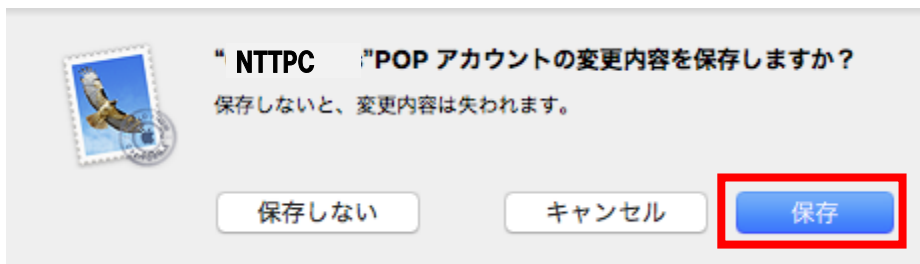 “NTTPC”POP アカウントの変更内容を保存しますか？
保存しないと、変更内容は失われます。
保存しない
キャンセル
保存